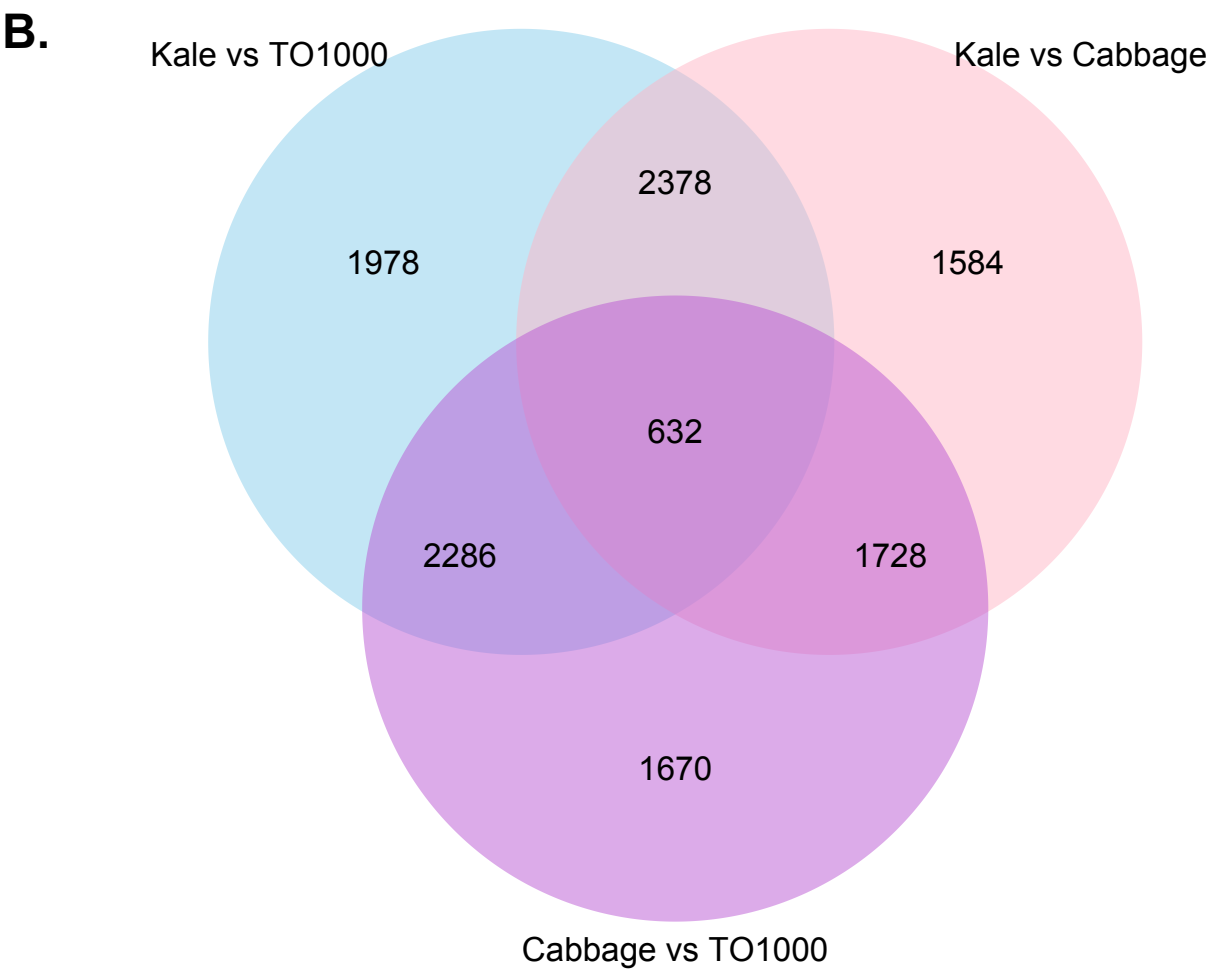 B.
Kale vs TO1000
Kale vs Cabbage
2378
1978
1584
632
2286
1728
1670
Cabbage vs TO1000